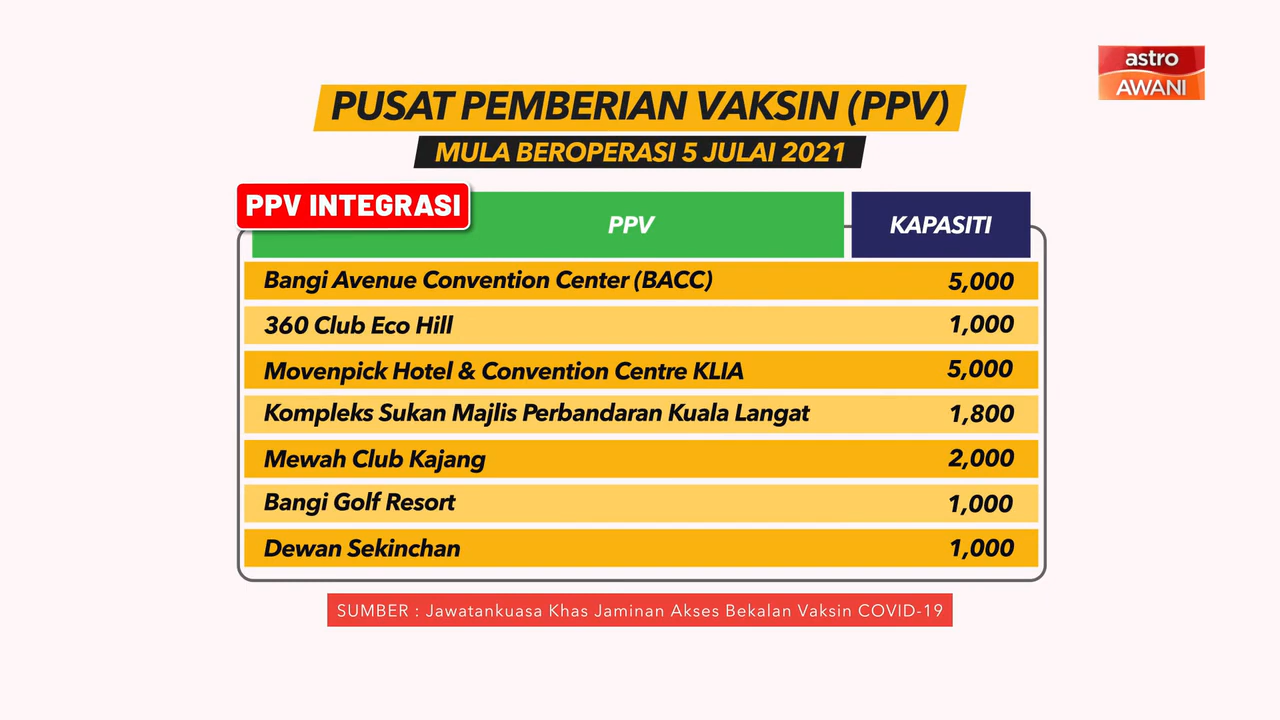 astro
AWANI
PUSAT PEMBERIAN VAKSIN (PPV)
MULA BEROPERASI 5 JULAI 2021
PPV INTEGRASI
PPV KAPASITI
Bangi Avenue Convention Center (BACC) 5,000
360 Club Eco Hill 1,000
Movenpick Hotel & Convention Centre KLIA 5,000
Kompleks Sukan Majlis Perbandaran Kuala Langat 1,800
Mewah Club Kajang 2,000
Bangi Golf Resort 1,000
Dewan Sekinchan 1,000
SUMBER : Jawatankuasa Khas Jaminan Akses Bekalan Vaksin COVID-19